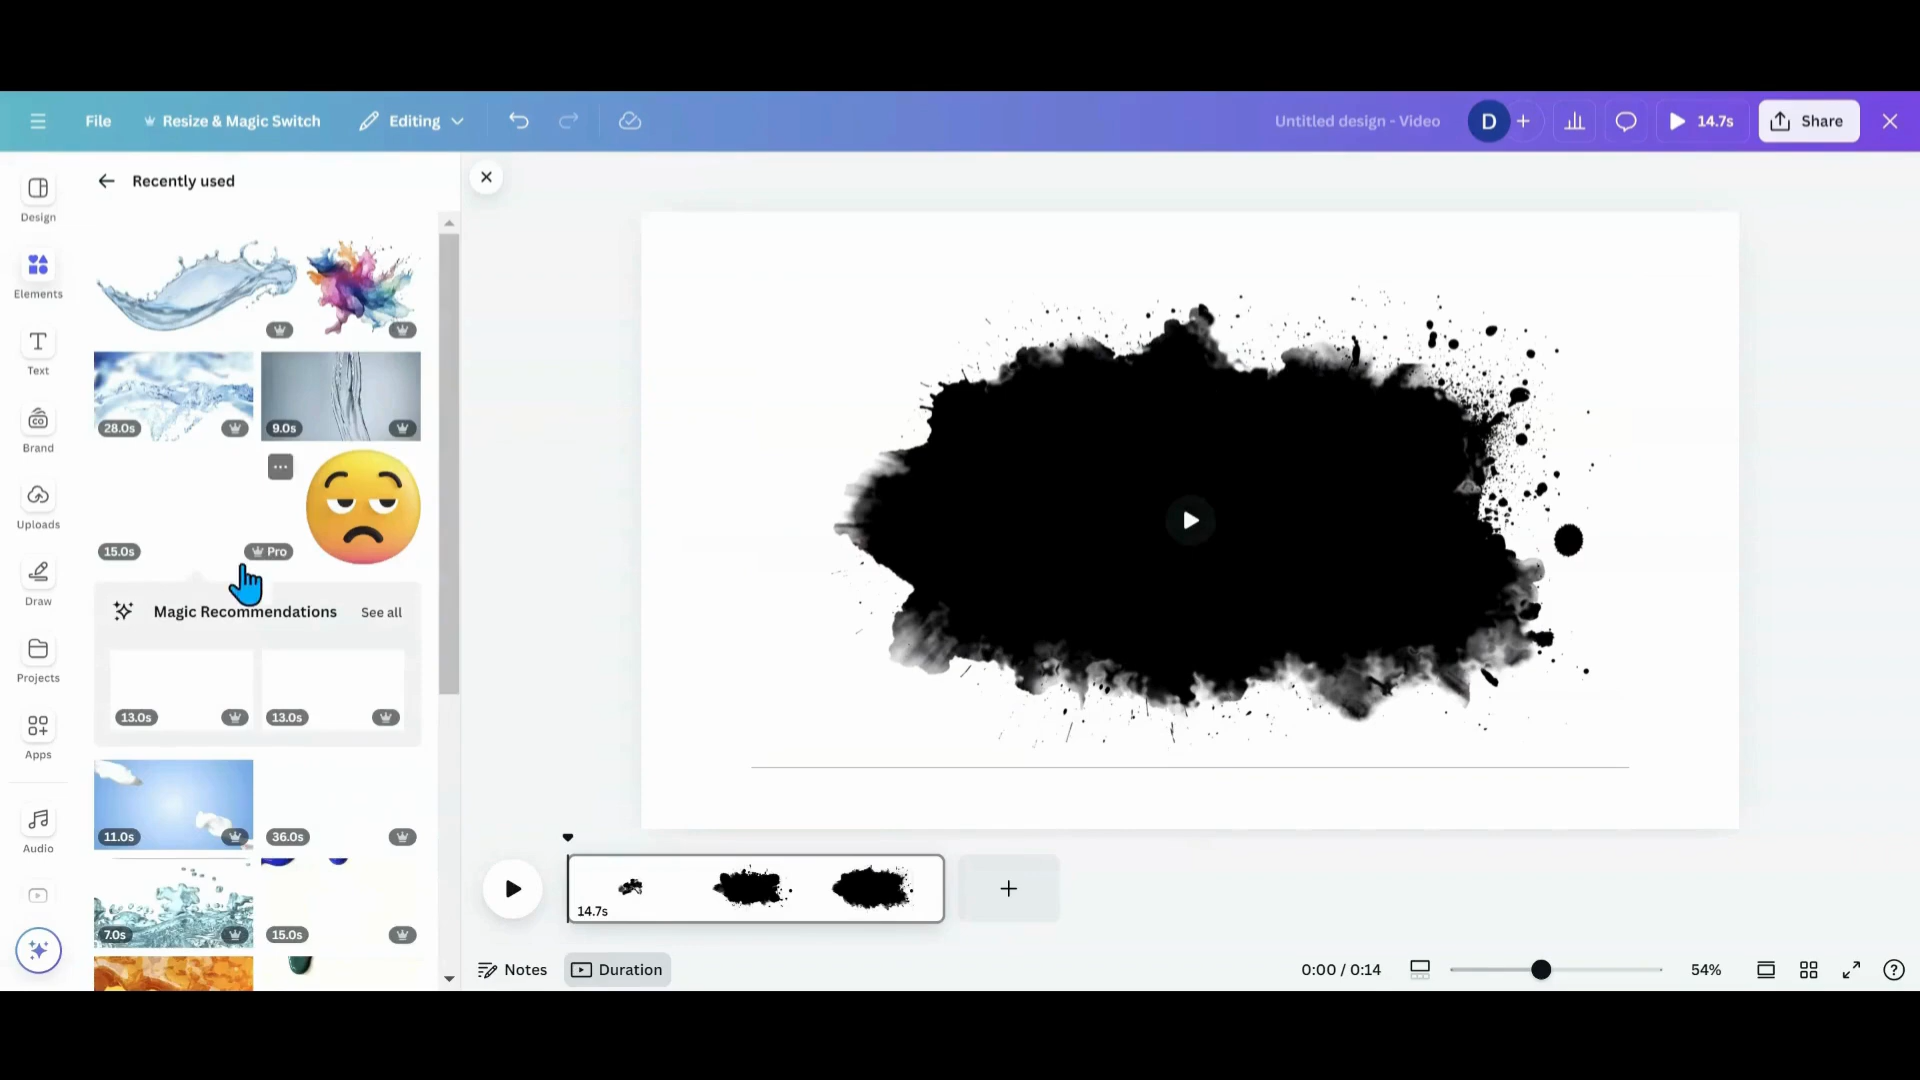 File
Resize & Magic Switch
Editing
Untitled design - Video
D
14.7s
Share
Design
Elements
Text
Brand
Uploads
Draw
Projects
Apps
Audio
Recently used
28.0s
9.0s
15.0s
Pro
Magic Recommendations
See all
13.0s
13.0s
11.0s
36.0s
7.0s
15.0s
14.7s
Notes
Duration
0:00 / 0:14
54%